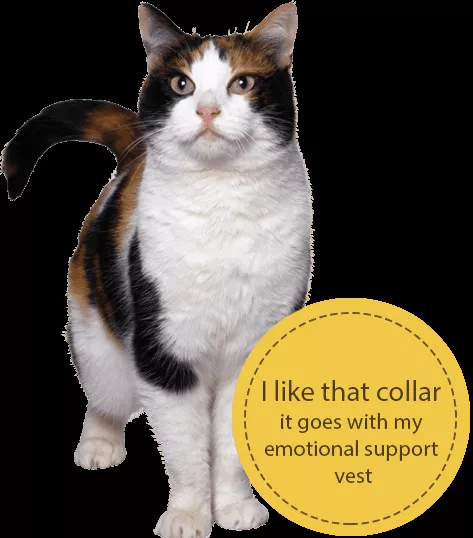 I like that collar
it goes with my
emotional support
vest